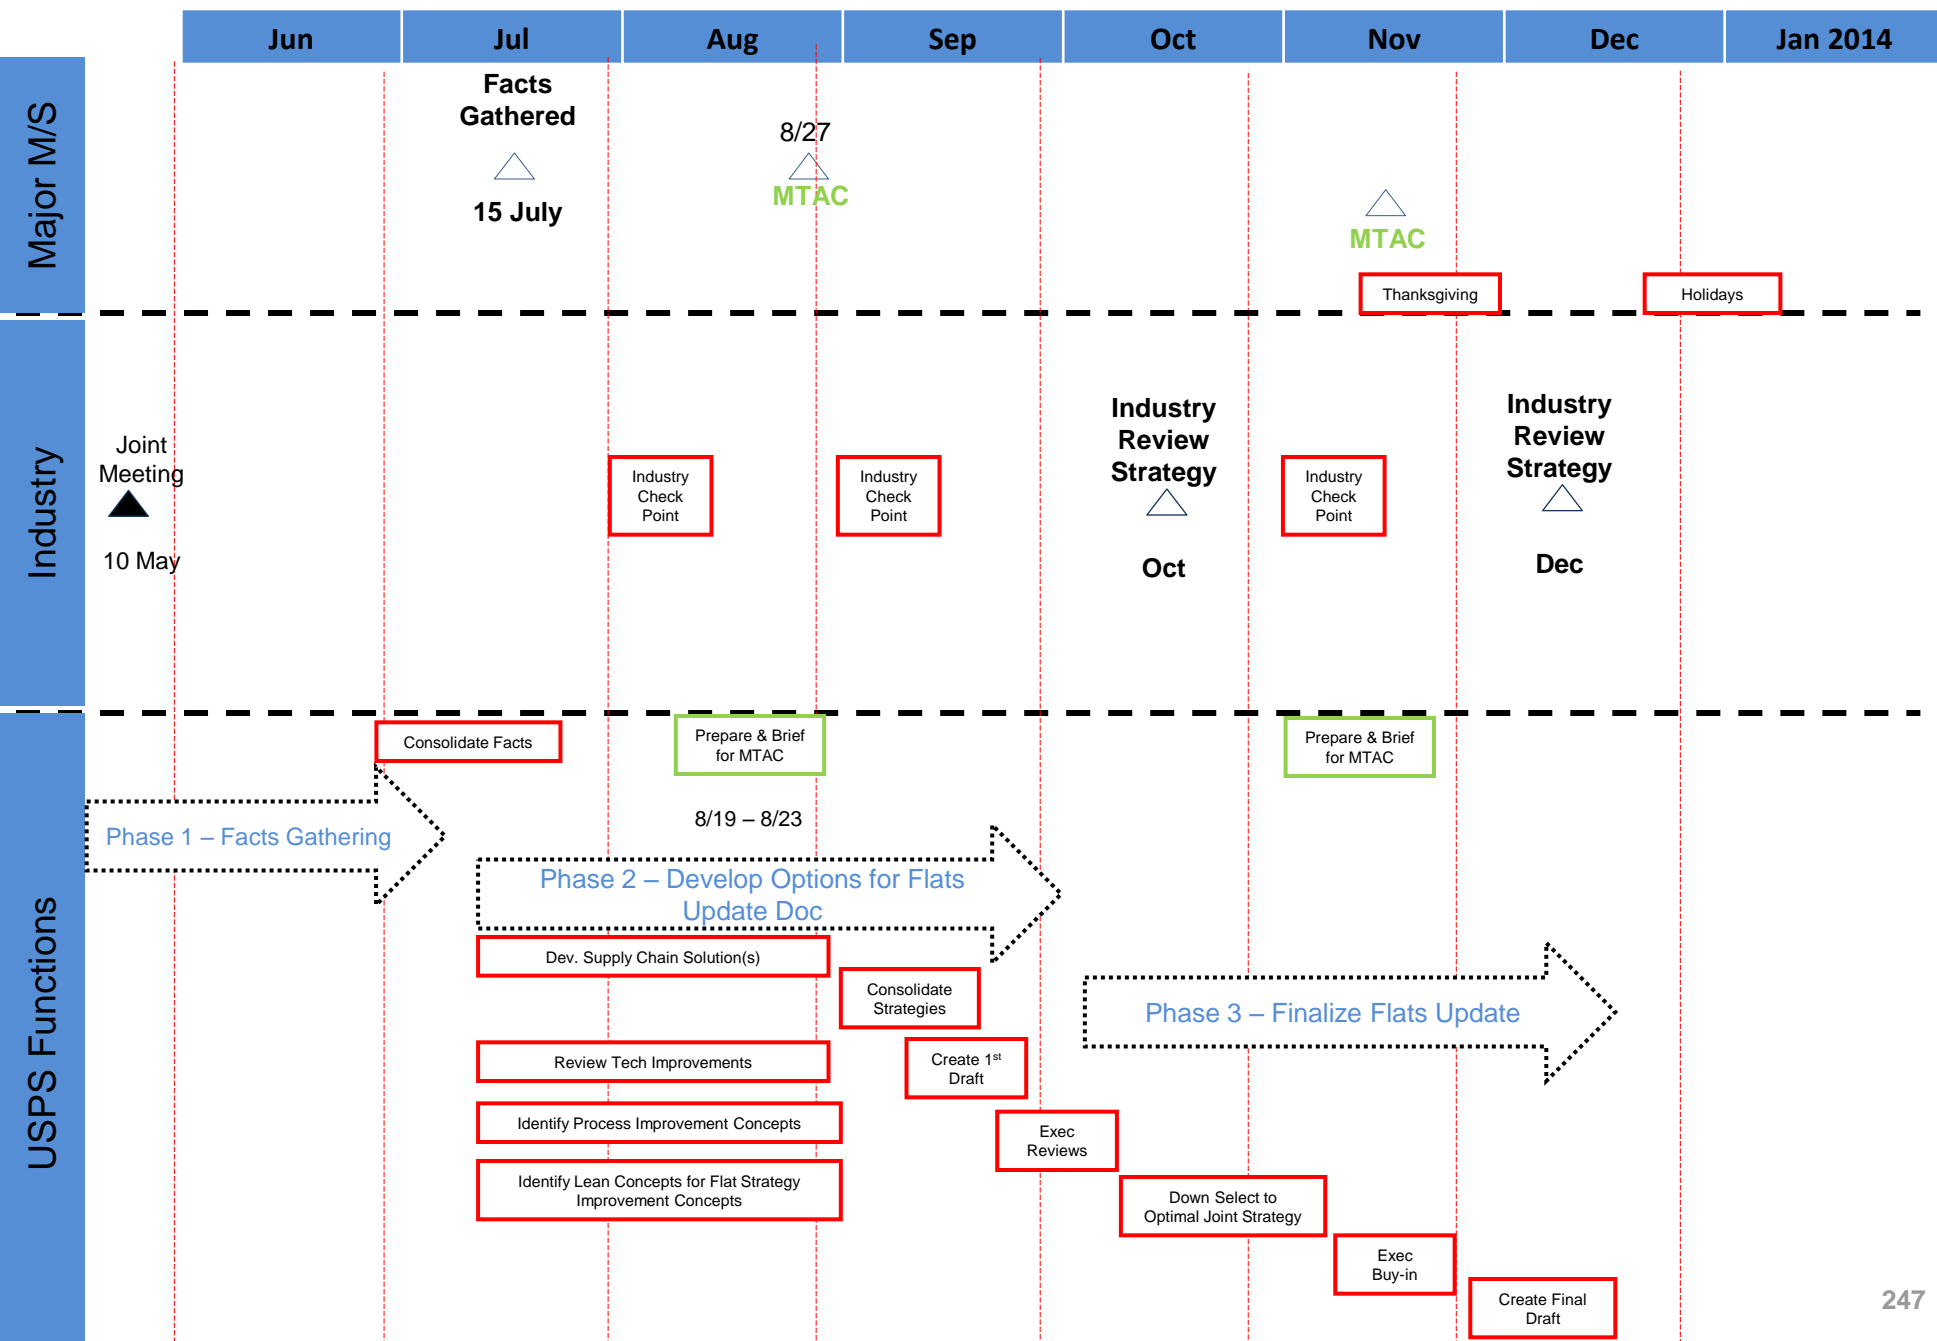 Jun
Jul
Aug
Sep
Oct
Nov
Dec
Jan 2014
Major M/S
Facts
Gathered
15 July
8/27
MTAC
MTAC
Thanksgiving
Holidays
Industry
Joint
Meeting
10 May
Industry
Check
Point
Industry
Check
Point
Industry
Review
Strategy
Oct
Industry
Check
Point
Industry
Review
Strategy
Dec
USPS Functions
Consolidate Facts
Prepare & Brief
for MTAC
Prepare & Brief
for MTAC
8/19 – 8/23
Phase 1 – Facts Gathering
Phase 2 – Develop Options for Flats
Update Doc
Dev. Supply Chain Solution(s)
Consolidate
Strategies
Phase 3 – Finalize Flats Update
Review Tech Improvements
Create 1st
Draft
Identify Process Improvement Concepts
Exec
Reviews
Identify Lean Concepts for Flat Strategy
Improvement Concepts
Down Select to
Optimal Joint Strategy
Exec
Buy-in
Create Final
Draft
247